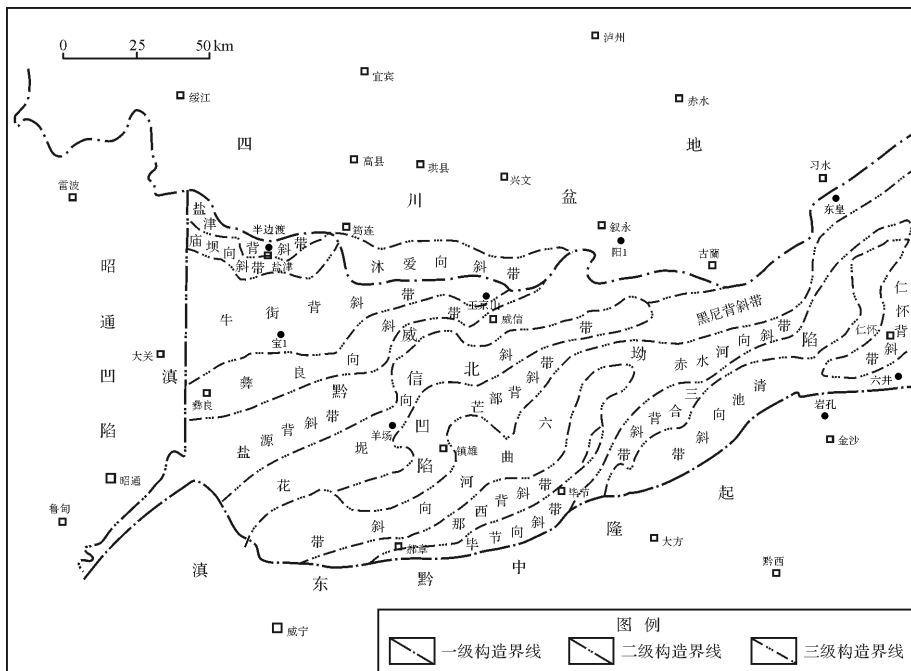 0 25 50 km
泸州
宜宾
绥江
赤水
四川盆地
高县
珙县
兴文
习水
雷波
东皇
盐津背斜带
半边渡
筠连
叙永
阳1
庙坝向斜带
盐津
沐爱向斜带
古蔺
昭通凹陷
牛街背斜带
威信
黑尼背斜带
仁怀背斜带
仁怀
宝1
大关
彝良向斜带
赤水河向斜带
六井
彝良
滇黔北坳陷
威信凹陷
芒部背斜带
三合背斜带
清池向斜带
岩孔
金沙
盐源背斜带
羊场
镇雄
六曲河向斜带
昭通
花坭向斜带
那西背斜带
毕节
鲁甸
毕节向斜带
赫章
大方
黔西
滇东黔中隆起
威宁
图 例
一级构造界线 二级构造界线 三级构造界线